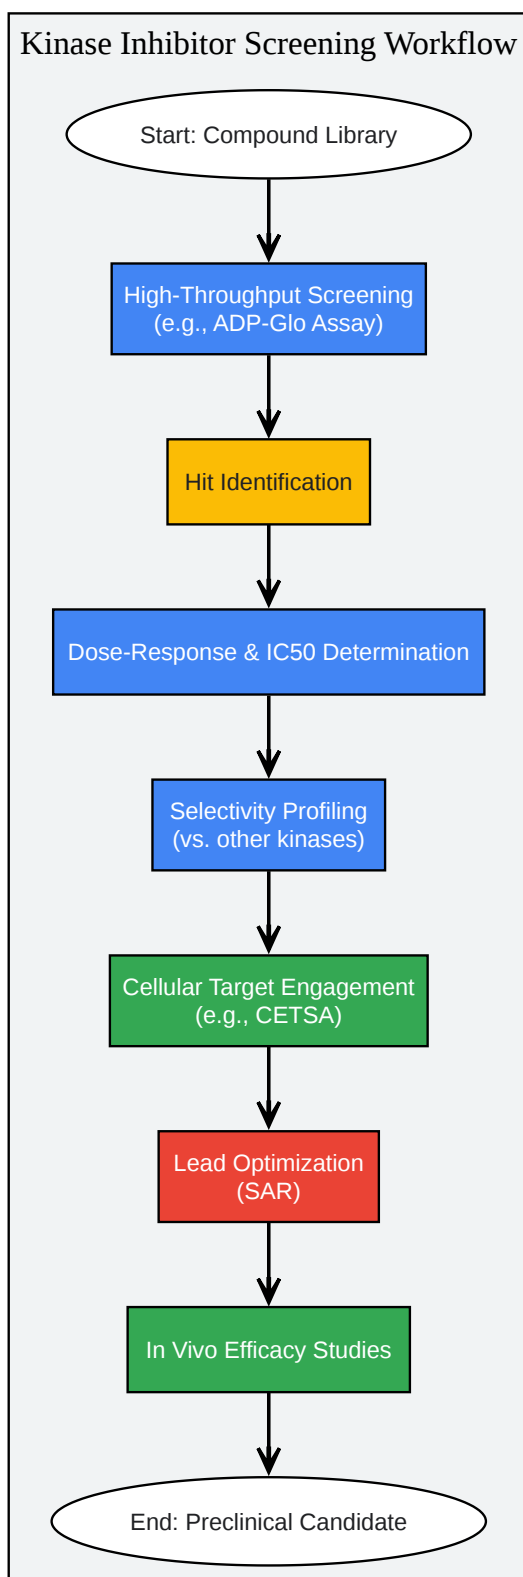 Kinase Inhibitor Screening Workflow
Start: Compound Library
High-Throughput Screening
(e.g., ADP-Glo Assay)
Hit Identification
Dose-Response & IC50 Determination
Selectivity Profiling
(vs. other kinases)
Cellular Target Engagement
(e.g., CETSA)
Lead Optimization
(SAR)
In Vivo Efficacy Studies
End: Preclinical Candidate